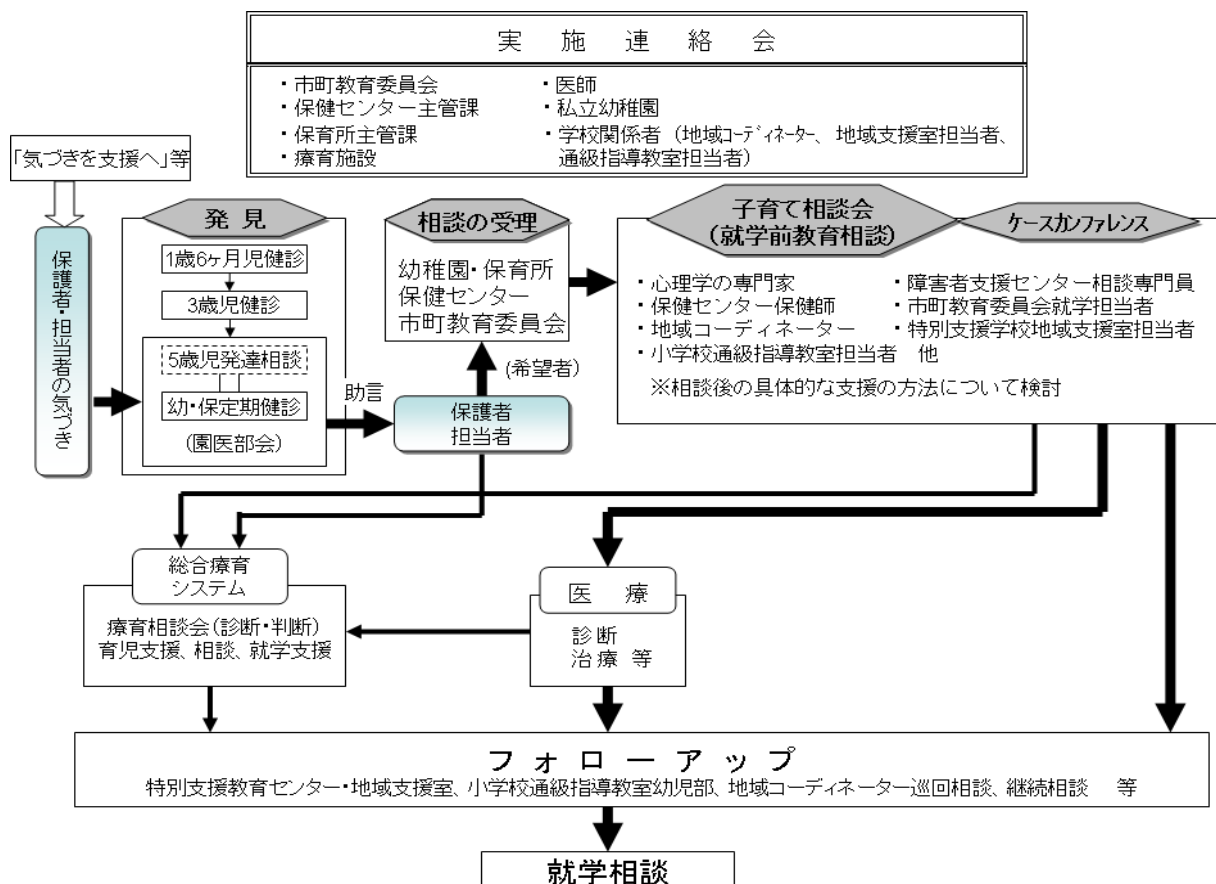 実施連絡会
・市町教育委員会
・保健センター主管課
・保育所主管課
・療育施設
・医師
・私立幼稚園
・学校関係者（地域ｺｰﾃﾞｨﾈｰﾀｰ、地域支援室担当者、
通級指導教室担当者）
「気づきを支援へ」等
保護者・担当者の気づき
発見
1歳6ヶ月児健診
3歳児健診
5歳児発達相談
幼・保定期健診
(園医部会)
助言
相談の受理
幼稚園・保育所
保健センター
市町教育委員会
(希望者)
保護者
担当者
子育て相談会
(就学前教育相談)
ケースカンファレンス
・心理学の専門家
・保健センター保健師
・地域コーディネーター
・小学校通級指導教室担当者 他
・障害者支援センター相談専門員
・市町教育委員会就学担当者
・特別支援学校地域支援室担当者
※相談後の具体的な支援の方法について検討
総合療育
システム
療育相談会(診断・判断)
育児支援、相談、就学支援
医療
診断
治療 等
フォローアップ
特別支援教育センター・地域支援室、小学校通級指導教室幼児部、地域コーディネーター巡回相談、継続相談 等
就学相談